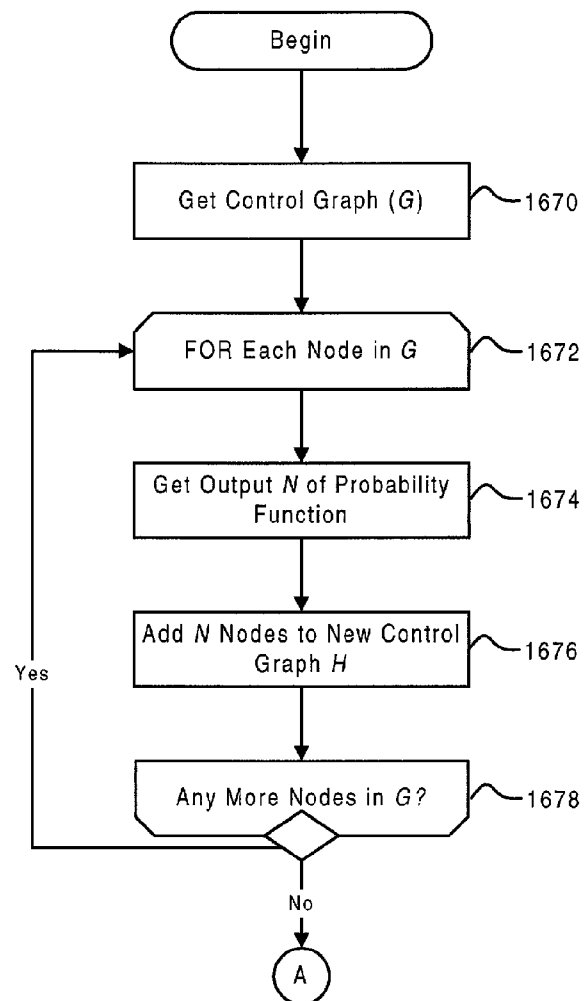 Begin
Get Control Graph (G)
1670
FOR Each Node in G
1672
Get Output N of Probability
Function
1674
Add N Nodes to New Control
Graph H
1676
Yes
Any More Nodes in G?
1678
No
A